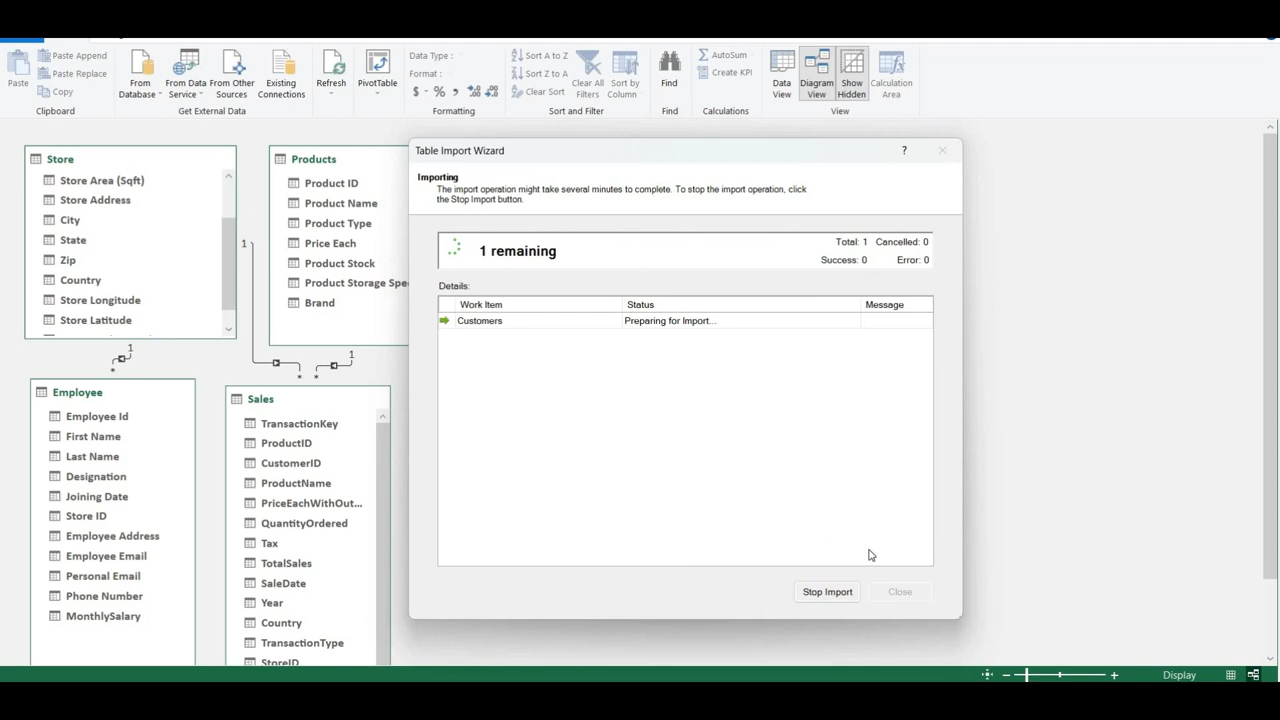 Paste
Paste Append
Paste Replace
Copy
Clipboard
From Database
From Data Service
From Other Sources
Existing Connections
Get External Data
Refresh
PivotTable
Data Type :
Format :
$ % ,
Formatting
Sort A to Z
Sort Z to A
Clear Sort
Clear All Filters
Sort by Column
Sort and Filter
Find
Find
AutoSum
Create KPI
Calculations
Data View
Diagram View
Show Hidden
Calculation Area
View
Store
Store Area (Sqft)
Store Address
City
State
Zip
Country
Store Longitude
Store Latitude
1
Products
Product ID
Product Name
Product Type
Price Each
Product Stock
Product Storage Spe
Brand
1
*
1
* *
Employee
Employee Id
First Name
Last Name
Designation
Joining Date
Store ID
Employee Address
Employee Email
Personal Email
Phone Number
MonthlySalary
Sales
TransactionKey
ProductID
CustomerID
ProductName
PriceEachWithOut...
QuantityOrdered
Tax
TotalSales
SaleDate
Year
Country
TransactionType
StoreID
Table Import Wizard
?
Importing
The import operation might take several minutes to complete. To stop the import operation, click
the Stop Import button.
1 remaining
Total: 1 Cancelled: 0
Success: 0 Error: 0
Details:
Work Item Status Message
Customers Preparing for Import...
Stop Import
Close
Display